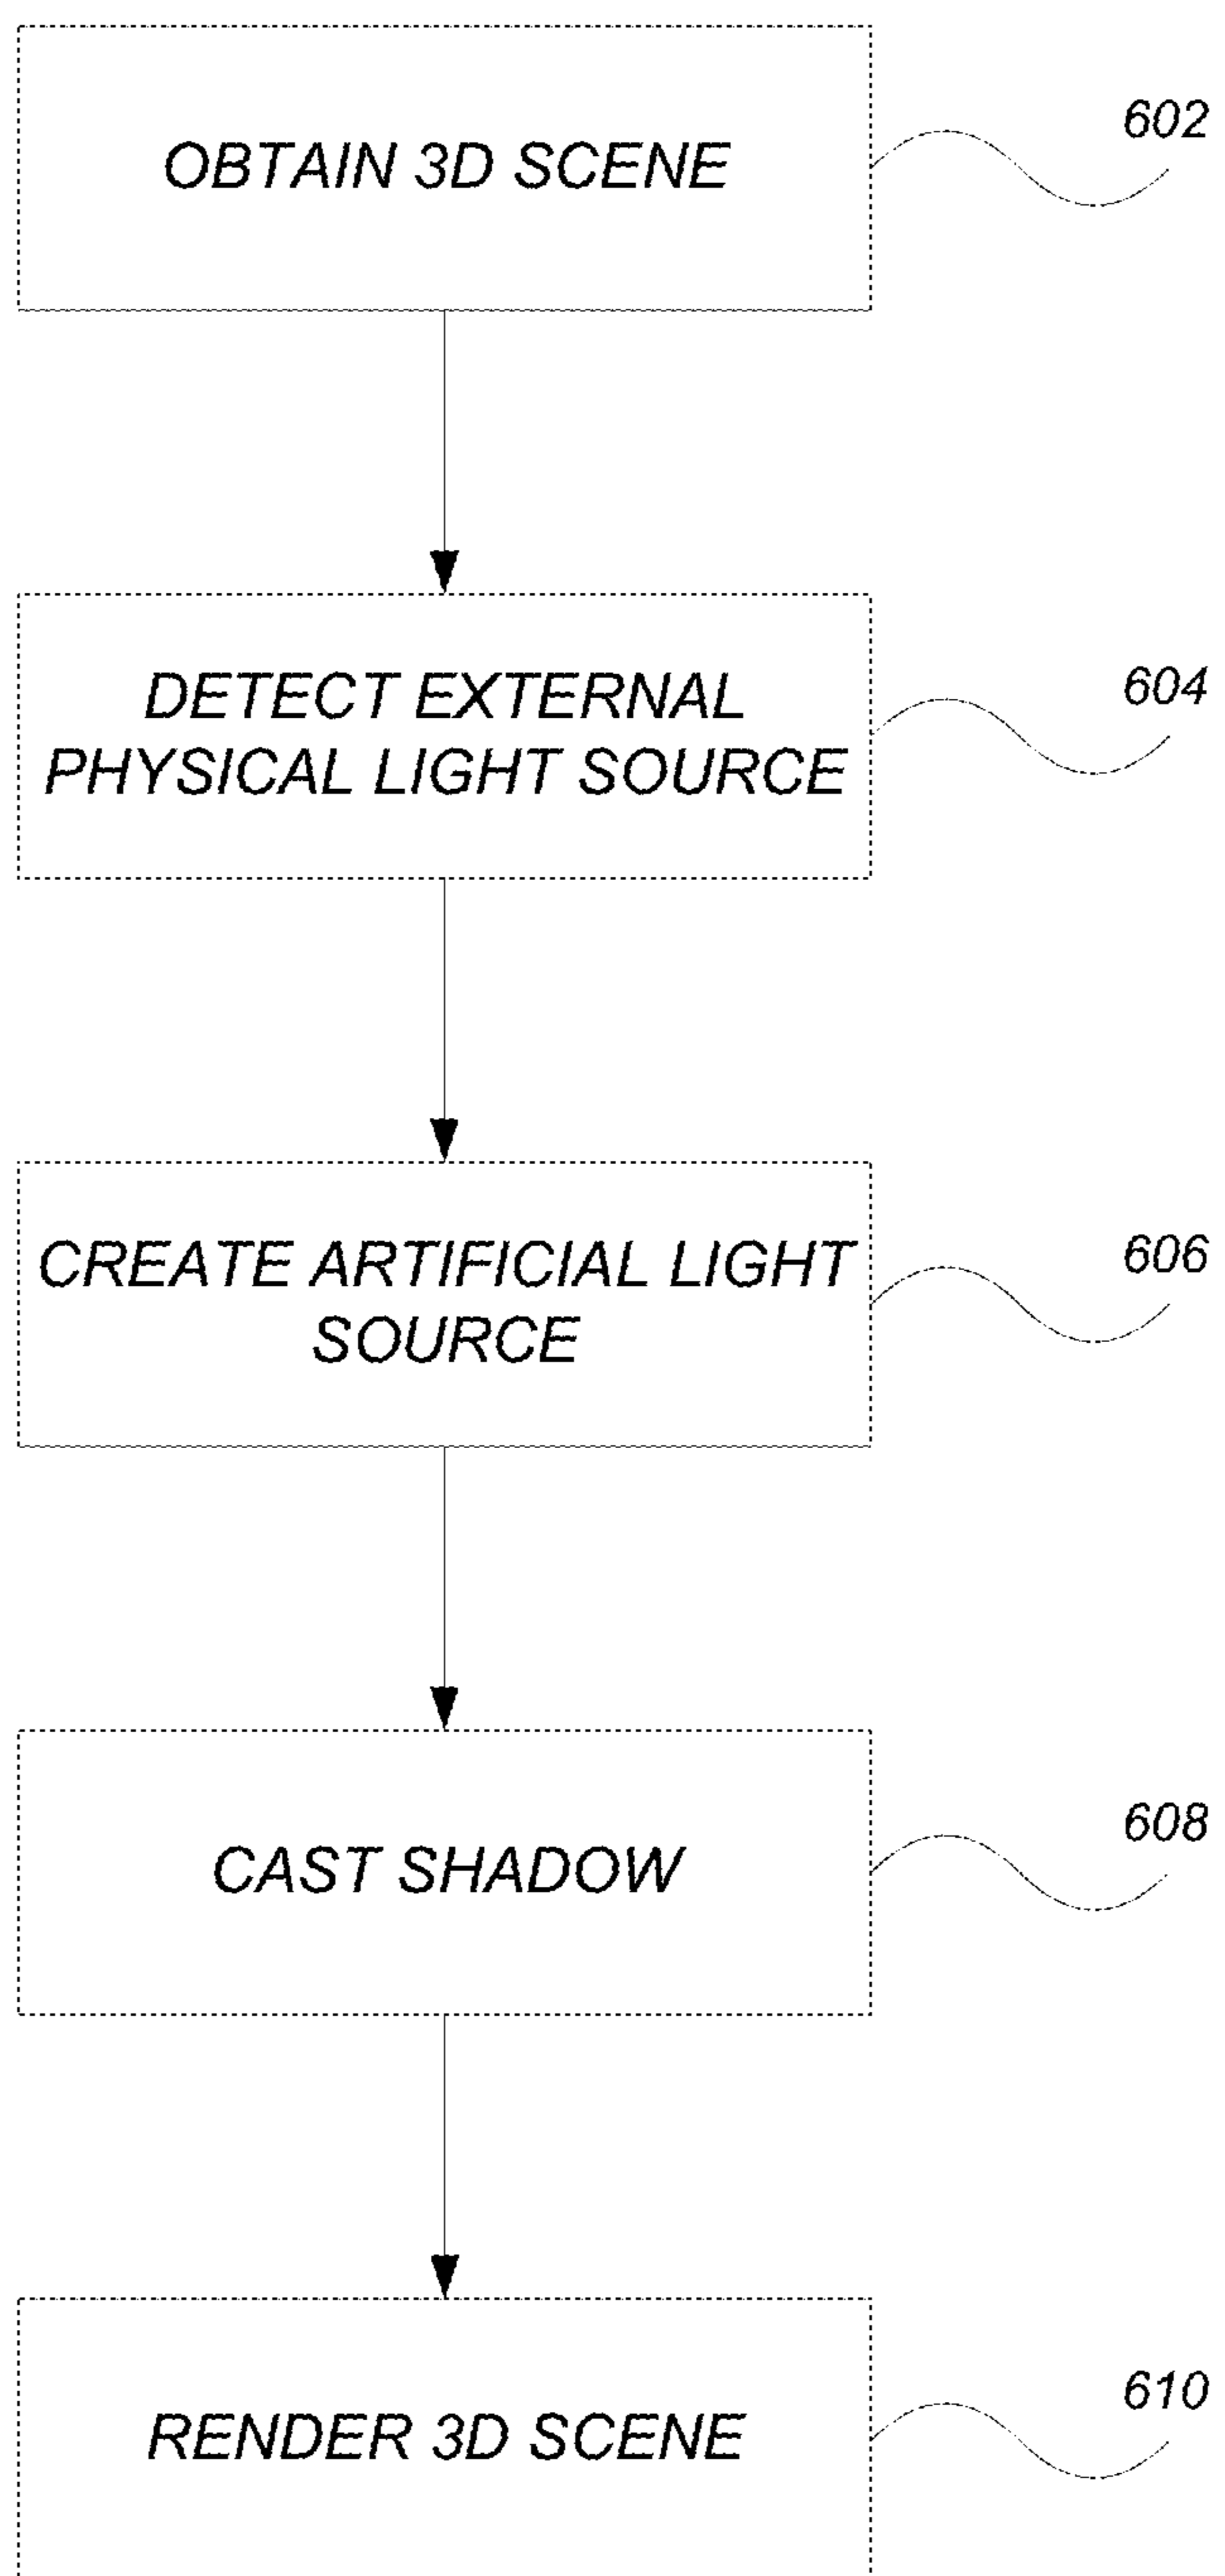 OBTAIN 3D SCENE
602
DETECT EXTERNAL
PHYSICAL LIGHT SOURCE
604
CREATE ARTIFICIAL LIGHT
SOURCE
606
CAST SHADOW
608
RENDER 3D SCENE
610